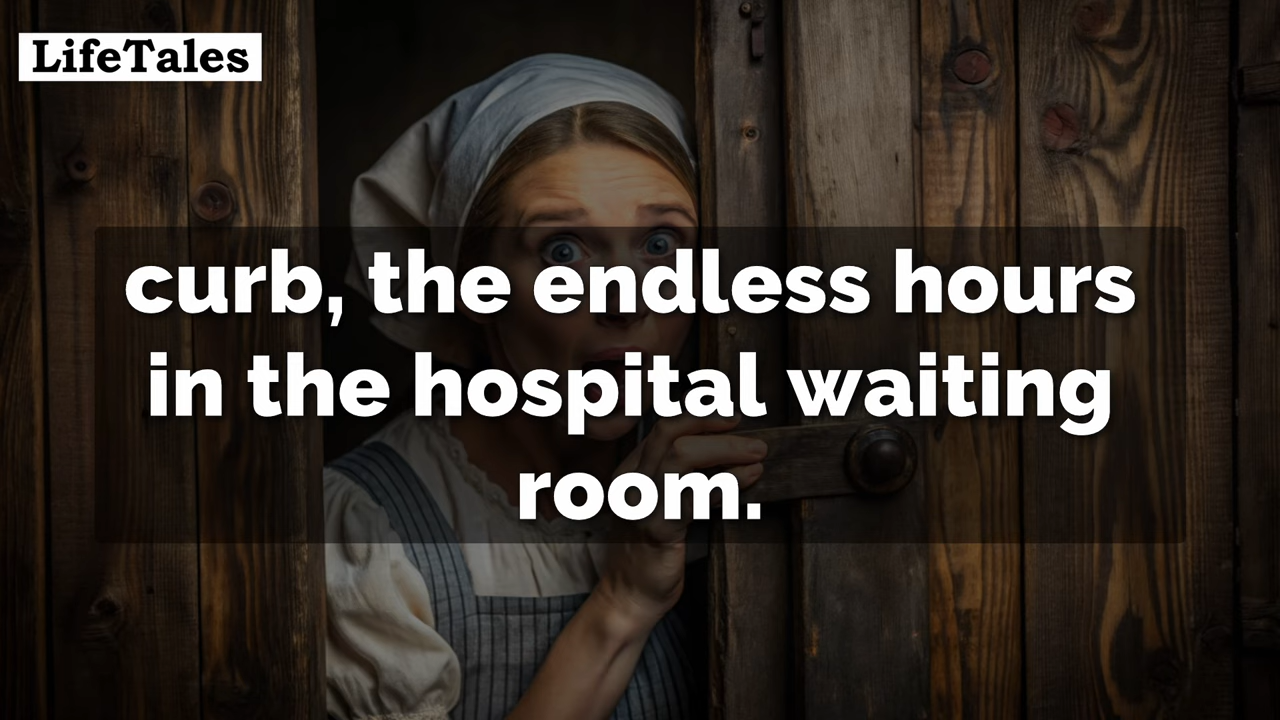 LifeTales
curb, the endless hours
in the hospital waiting
room.